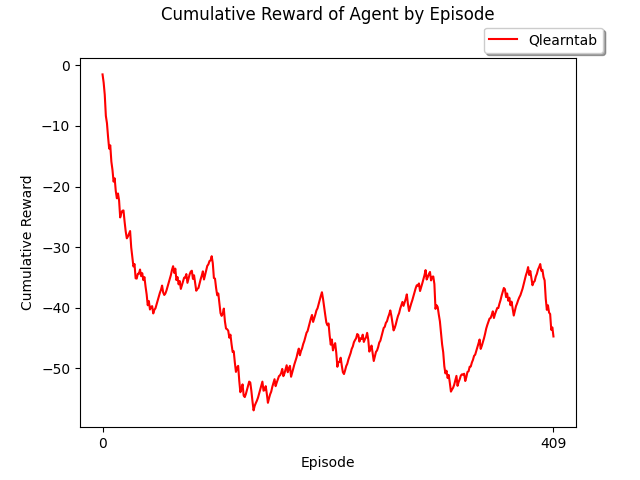 Cumulative Reward of Agent by Episode
Qlearntab
0
−10
−20
−30
−40
−50
Cumulative Reward
0
409
Episode